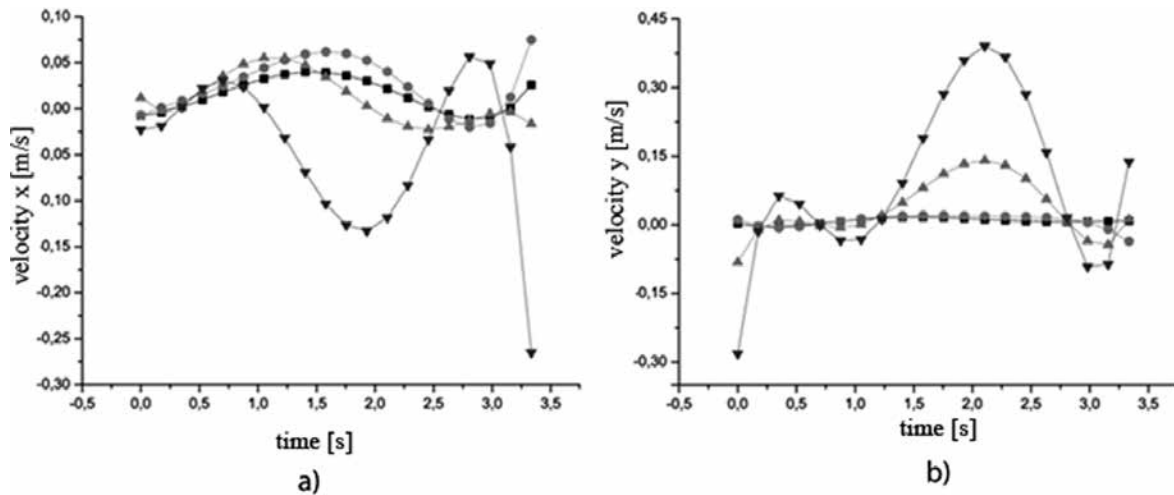 0,10
0,05
0,00
0,05
0,10
0,15
-0,20
-0,25
-0,30
velocity x [m/s]
-0,5 0,0 0,5 1,0 1,5 2,0 2,5 3,0 3,5
time [s]
a)
0,45
0,30
0,15
0,00
0,15
0,30
velocity y [m/s]
-0,5 0,0 0,5 1,0 1,5 2,0 2,5 3,0 3,5
time [s]
b)